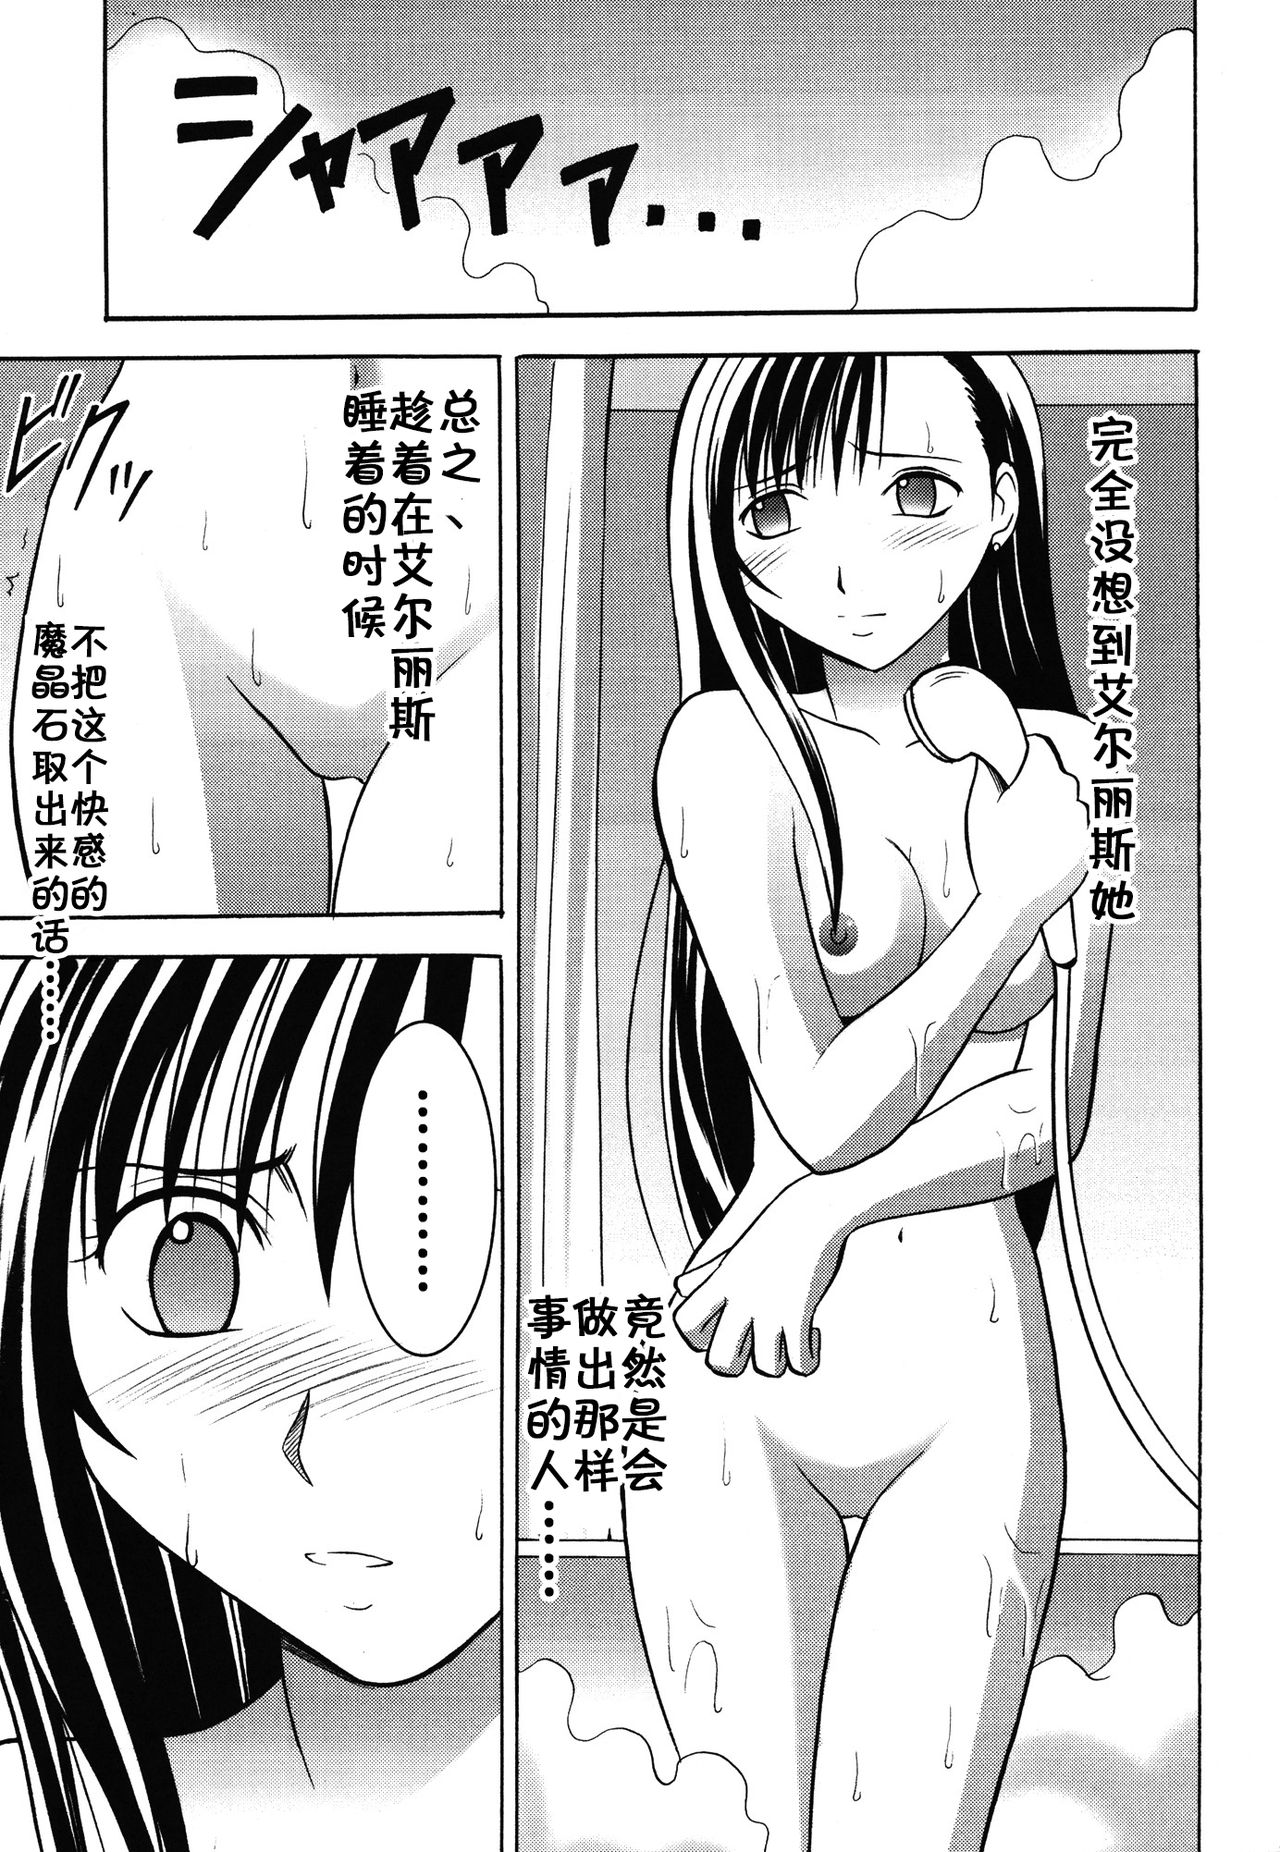 シャアアァ...
完全没想到艾尔丽斯她
竟然是会
做出那样
事情的人……
总之、
趁着在艾尔丽斯
睡着的时候
ビクッ
不把这个快感的
魔晶石取出来的话……
………